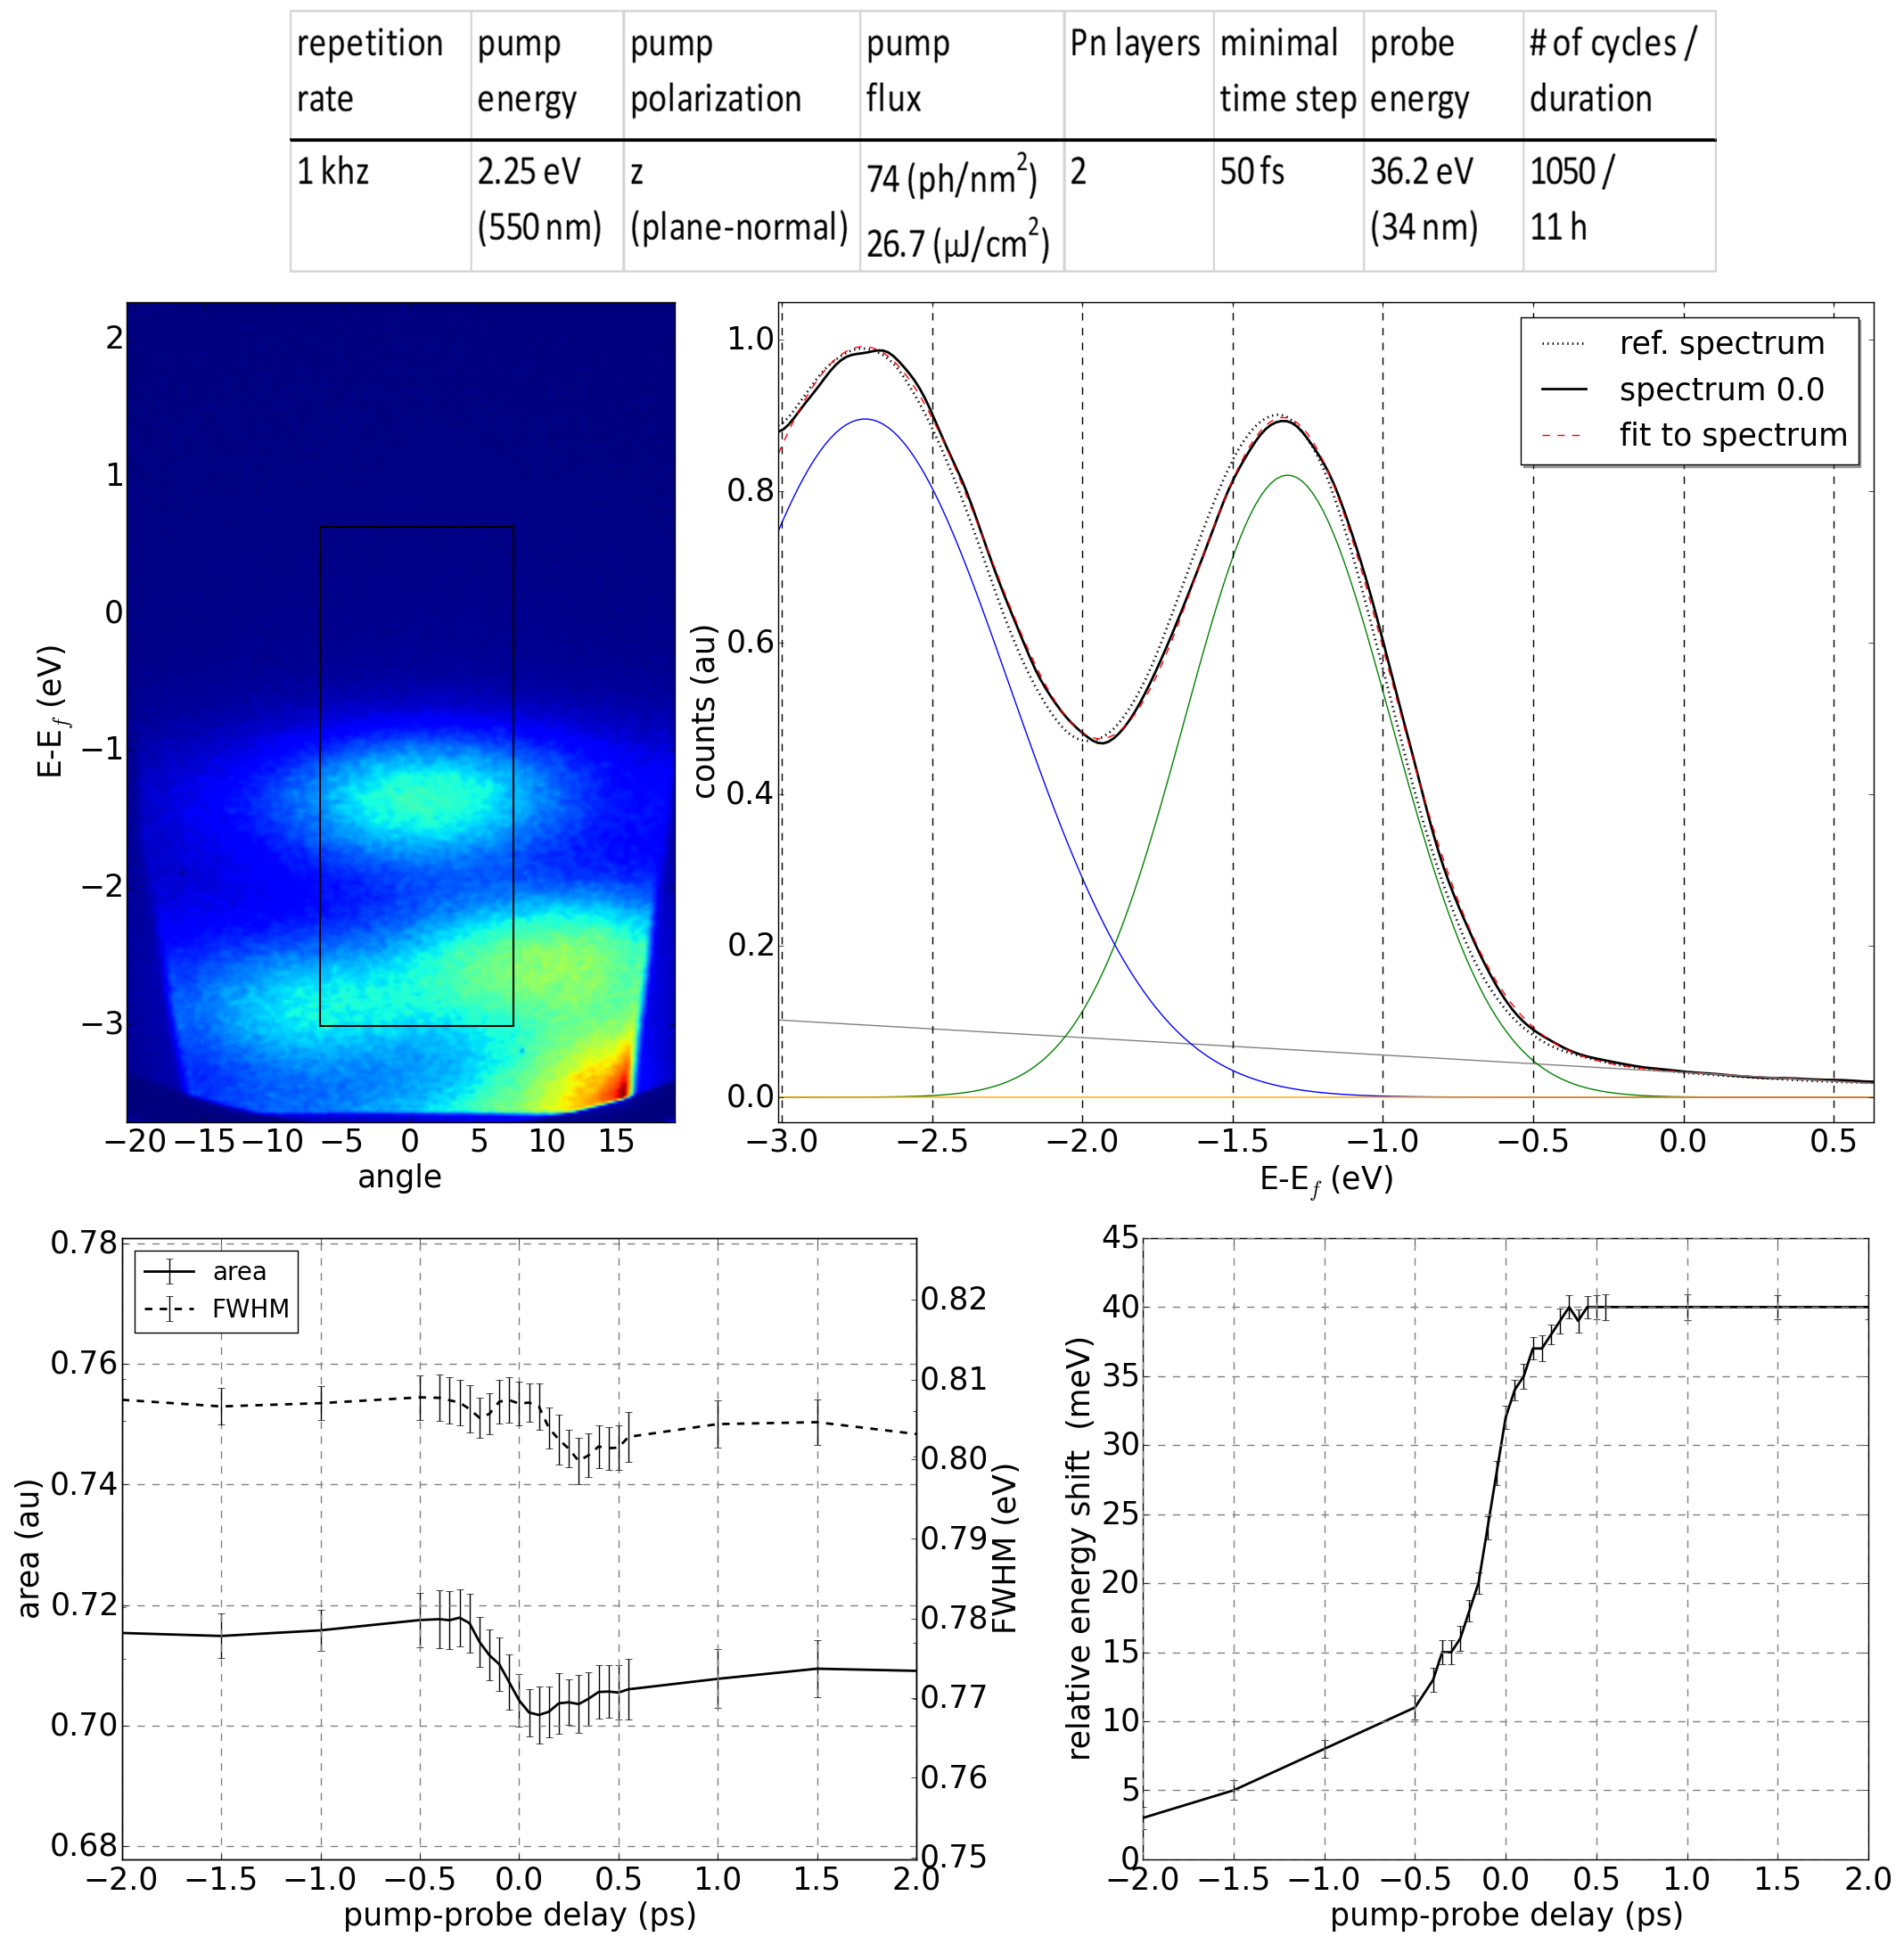 repetition rate
pump energy
pump polarization
pump flux
Pn layers
minimal time step
probe energy
# of cycles / duration
1 khz
2.25 eV (550 nm)
z (plane-normal)
74 (ph/nm²)
26.7 (µJ/cm²)
2
50 fs
36.2 eV (34 nm)
1050 / 11 h
2
1
0
−1
−2
−3
E-E_f (eV)
−20 −15 −10 −5 0 5 10 15
angle
1.0
0.8
0.6
0.4
0.2
0.0
counts (au)
ref. spectrum
spectrum 0.0
fit to spectrum
−3.0 −2.5 −2.0 −1.5 −1.0 −0.5 0.0 0.5
E-E_f (eV)
0.78
0.76
0.74
0.72
0.70
0.68
area (au)
area
FWHM
0.82
0.81
0.80
0.79
0.78
0.77
0.76
0.75
FWHM (eV)
−2.0 −1.5 −1.0 −0.5 0.0 0.5 1.0 1.5 2.0
pump-probe delay (ps)
45
40
35
30
25
20
15
10
5
0
relative energy shift (meV)
−2.0 −1.5 −1.0 −0.5 0.0 0.5 1.0 1.5 2.0
pump-probe delay (ps)